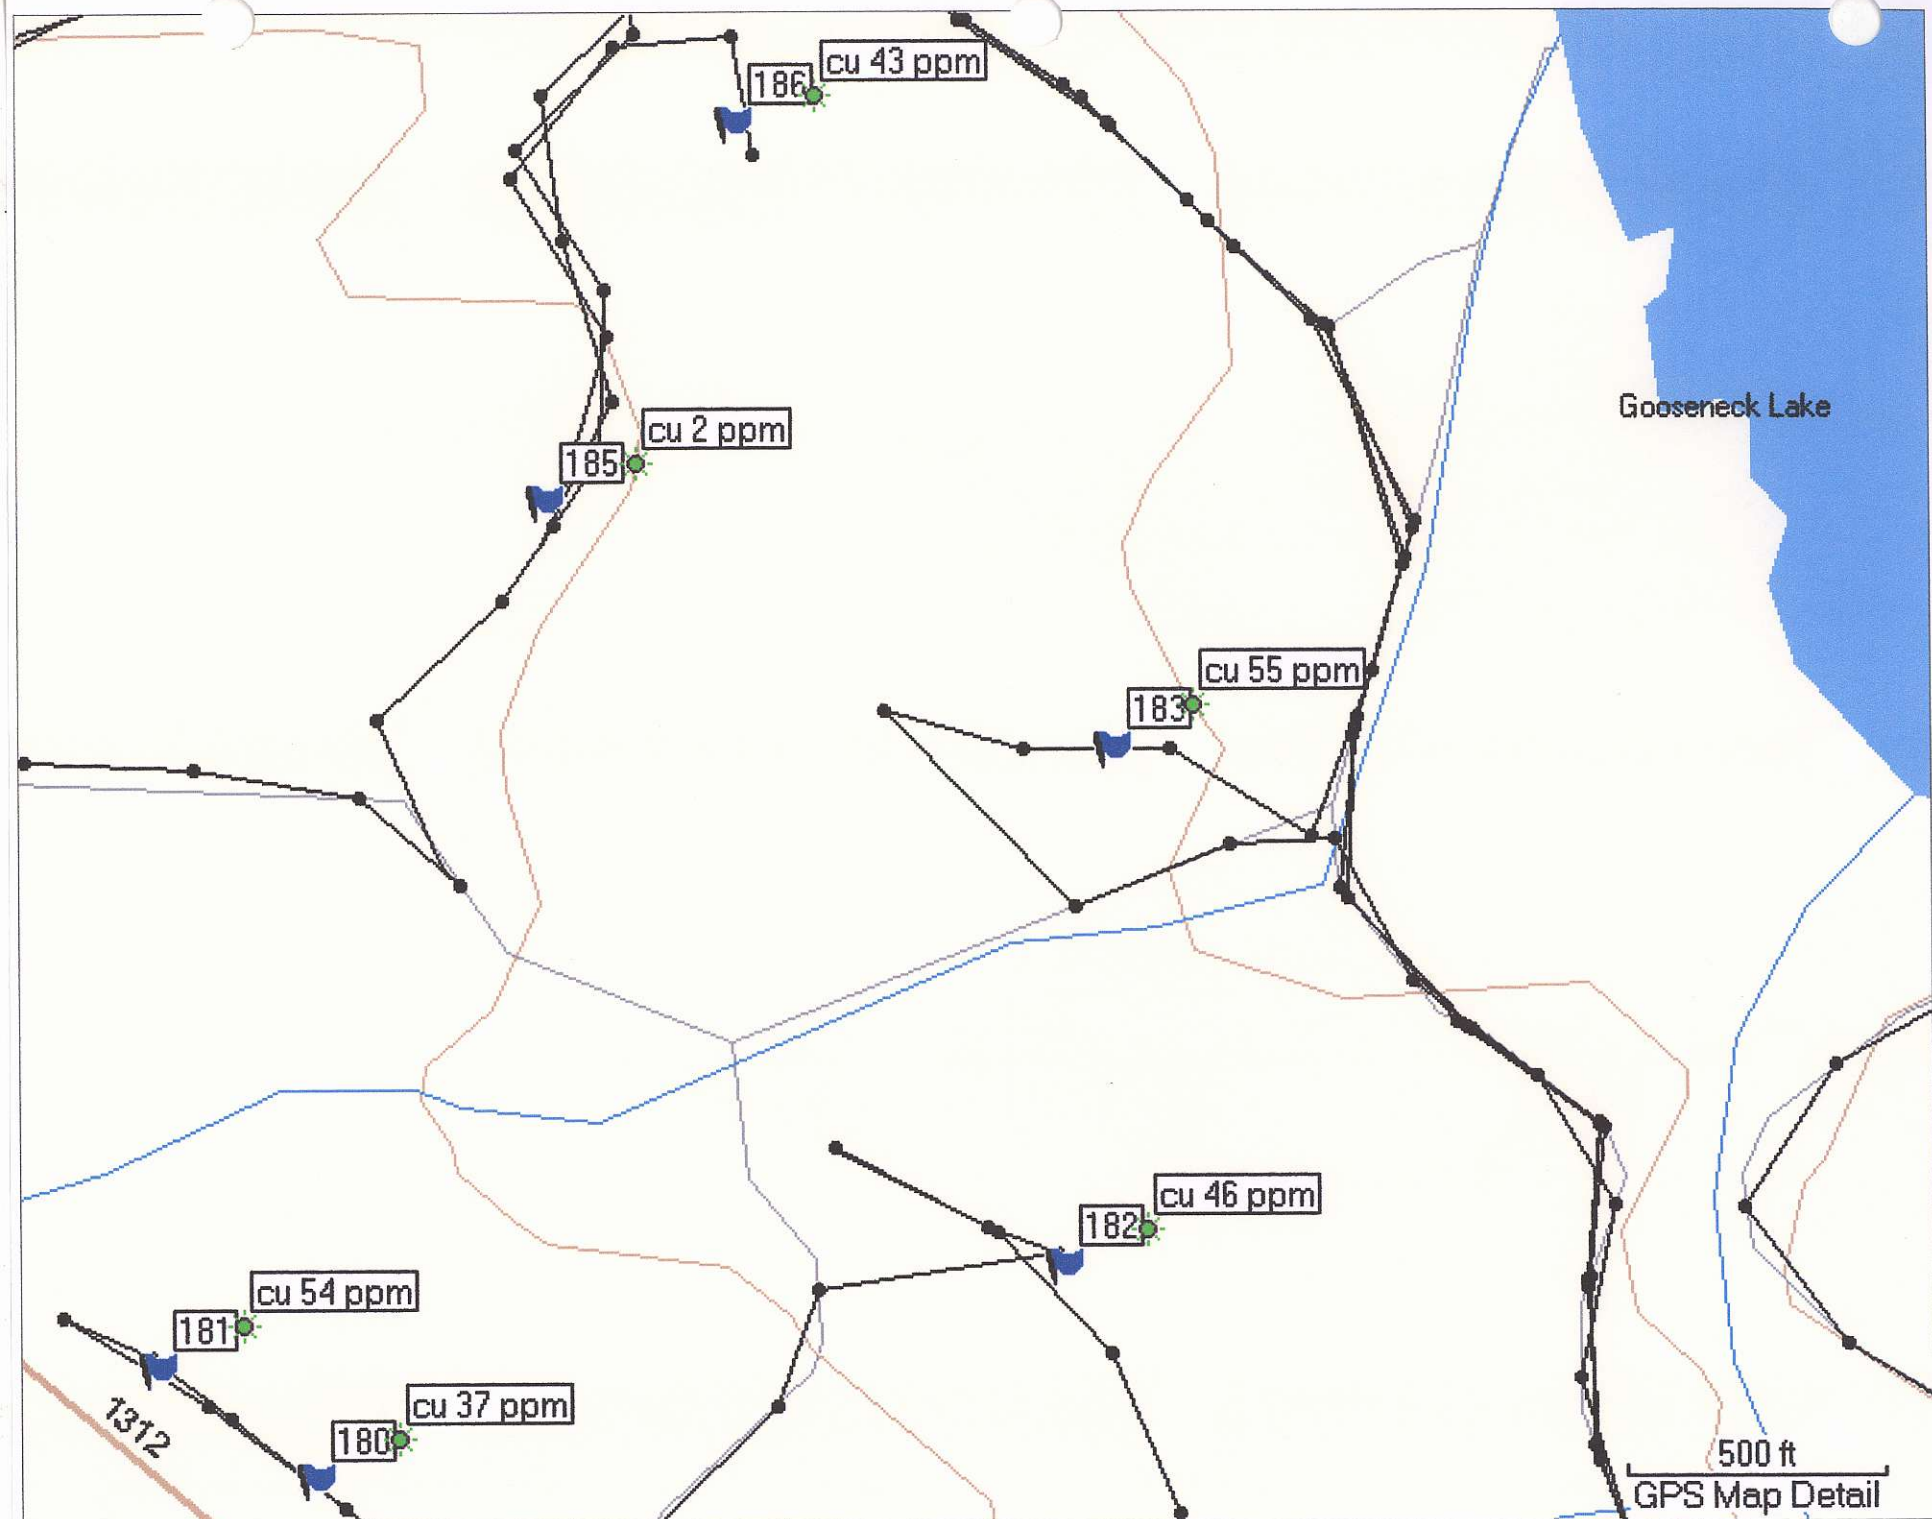 cu 43 ppm
186
Gooseneck Lake
cu 2 ppm
185
cu 55 ppm
183
cu 46 ppm
182
cu 54 ppm
181
cu 37 ppm
180
1312
500 ft
GPS Map Detail